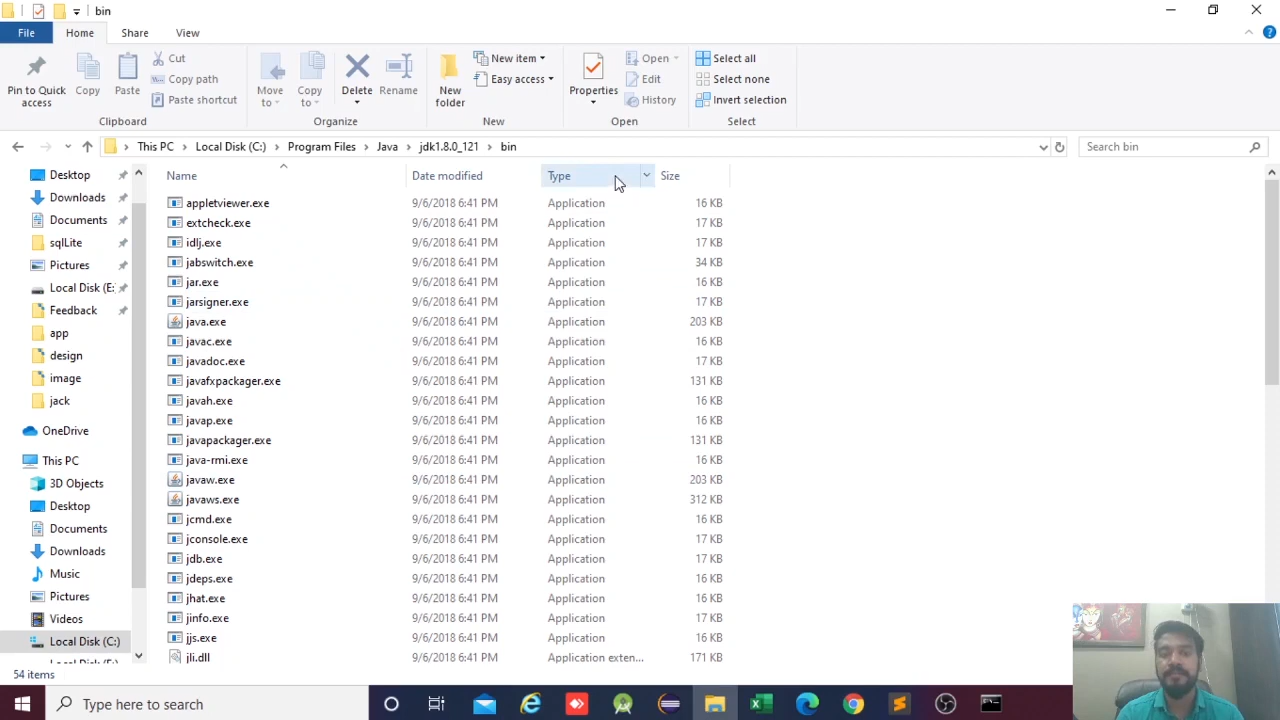 bin
File Home Share View
Pin to Quick access
Copy
Paste
Cut
Copy path
Paste shortcut
Clipboard
Move to
Copy to
Delete
Rename
Organize
New folder
New item
Easy access
New
Properties
Open
Edit
History
Open
Select all
Select none
Invert selection
Select
This PC Local Disk (C:) Program Files Java jdk1.8.0_121 bin
Search bin
Desktop
Downloads
Documents
sqlLite
Pictures
Local Disk (E:
Feedback
app
design
image
jack
OneDrive
This PC
3D Objects
Desktop
Documents
Downloads
Music
Pictures
Videos
Local Disk (C:)
Name Date modified Type Size
appletviewer.exe 9/6/2018 6:41 PM Application 16 KB
extcheck.exe 9/6/2018 6:41 PM Application 17 KB
idlj.exe 9/6/2018 6:41 PM Application 17 KB
jabswitch.exe 9/6/2018 6:41 PM Application 34 KB
jar.exe 9/6/2018 6:41 PM Application 16 KB
jarsigner.exe 9/6/2018 6:41 PM Application 17 KB
java.exe 9/6/2018 6:41 PM Application 203 KB
javac.exe 9/6/2018 6:41 PM Application 16 KB
javadoc.exe 9/6/2018 6:41 PM Application 17 KB
javafxpackager.exe 9/6/2018 6:41 PM Application 131 KB
javah.exe 9/6/2018 6:41 PM Application 16 KB
javap.exe 9/6/2018 6:41 PM Application 16 KB
javapackager.exe 9/6/2018 6:41 PM Application 131 KB
java-rmi.exe 9/6/2018 6:41 PM Application 16 KB
javaw.exe 9/6/2018 6:41 PM Application 203 KB
javaws.exe 9/6/2018 6:41 PM Application 312 KB
jcmd.exe 9/6/2018 6:41 PM Application 16 KB
jconsole.exe 9/6/2018 6:41 PM Application 17 KB
jdb.exe 9/6/2018 6:41 PM Application 17 KB
jdeps.exe 9/6/2018 6:41 PM Application 16 KB
jhat.exe 9/6/2018 6:41 PM Application 16 KB
jinfo.exe 9/6/2018 6:41 PM Application 17 KB
jjs.exe 9/6/2018 6:41 PM Application 16 KB
jli.dll 9/6/2018 6:41 PM Application exten... 171 KB
54 items
Type here to search